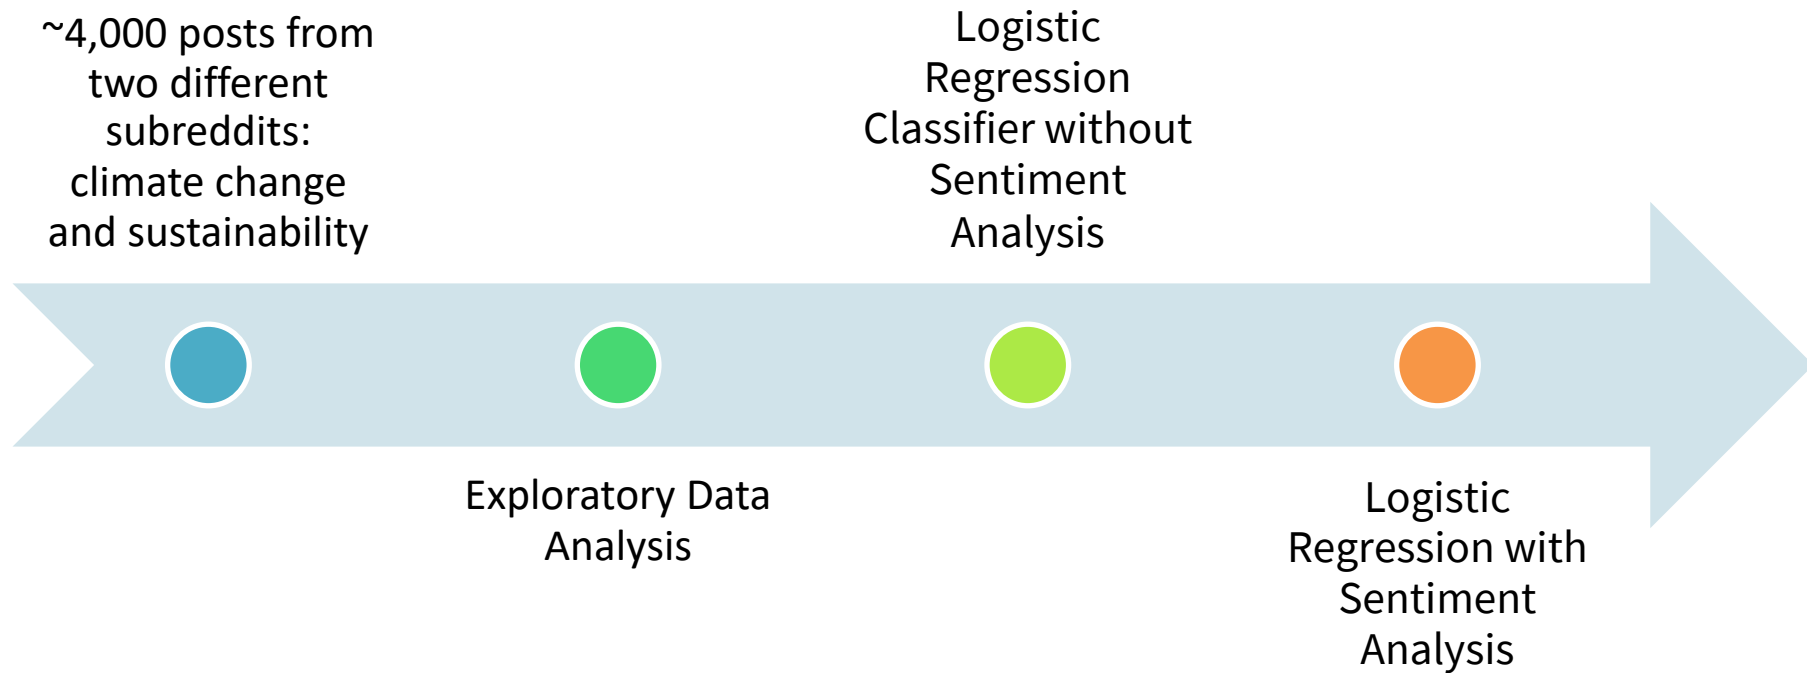 ~4,000 posts from
two different
subreddits:
climate change
and sustainability
Exploratory Data
Analysis
Logistic
Regression
Classifier without
Sentiment
Analysis
Logistic
Regression with
Sentiment
Analysis